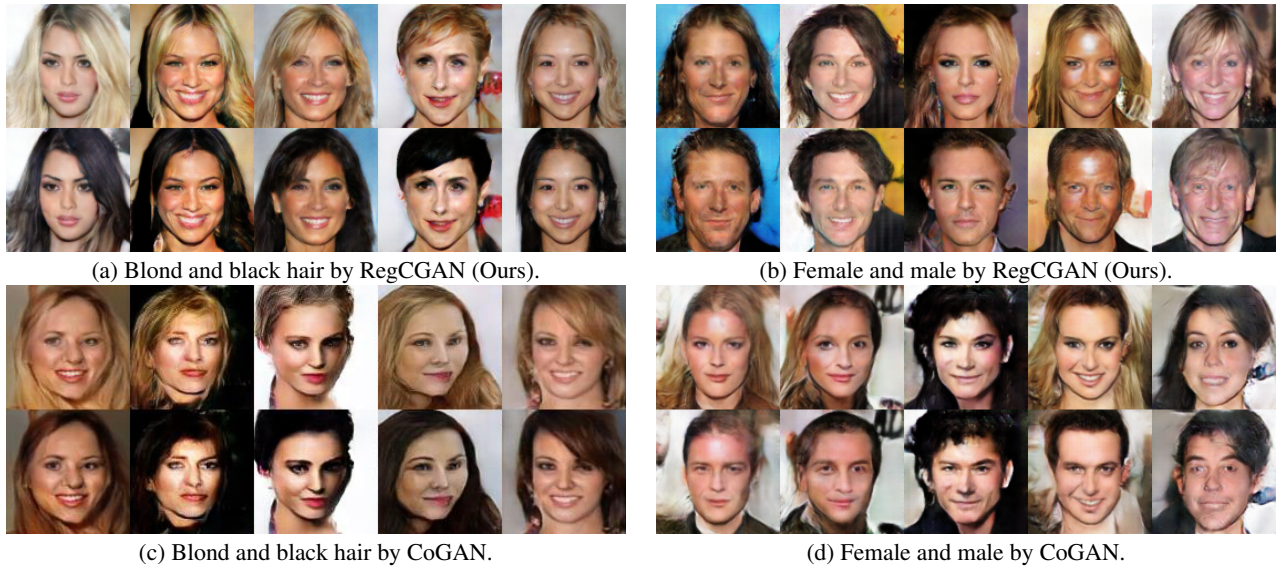 (a) Blond and black hair by RegCGAN (Ours).
(b) Female and male by RegCGAN (Ours).
(c) Blond and black hair by CoGAN.
(d) Female and male by CoGAN.